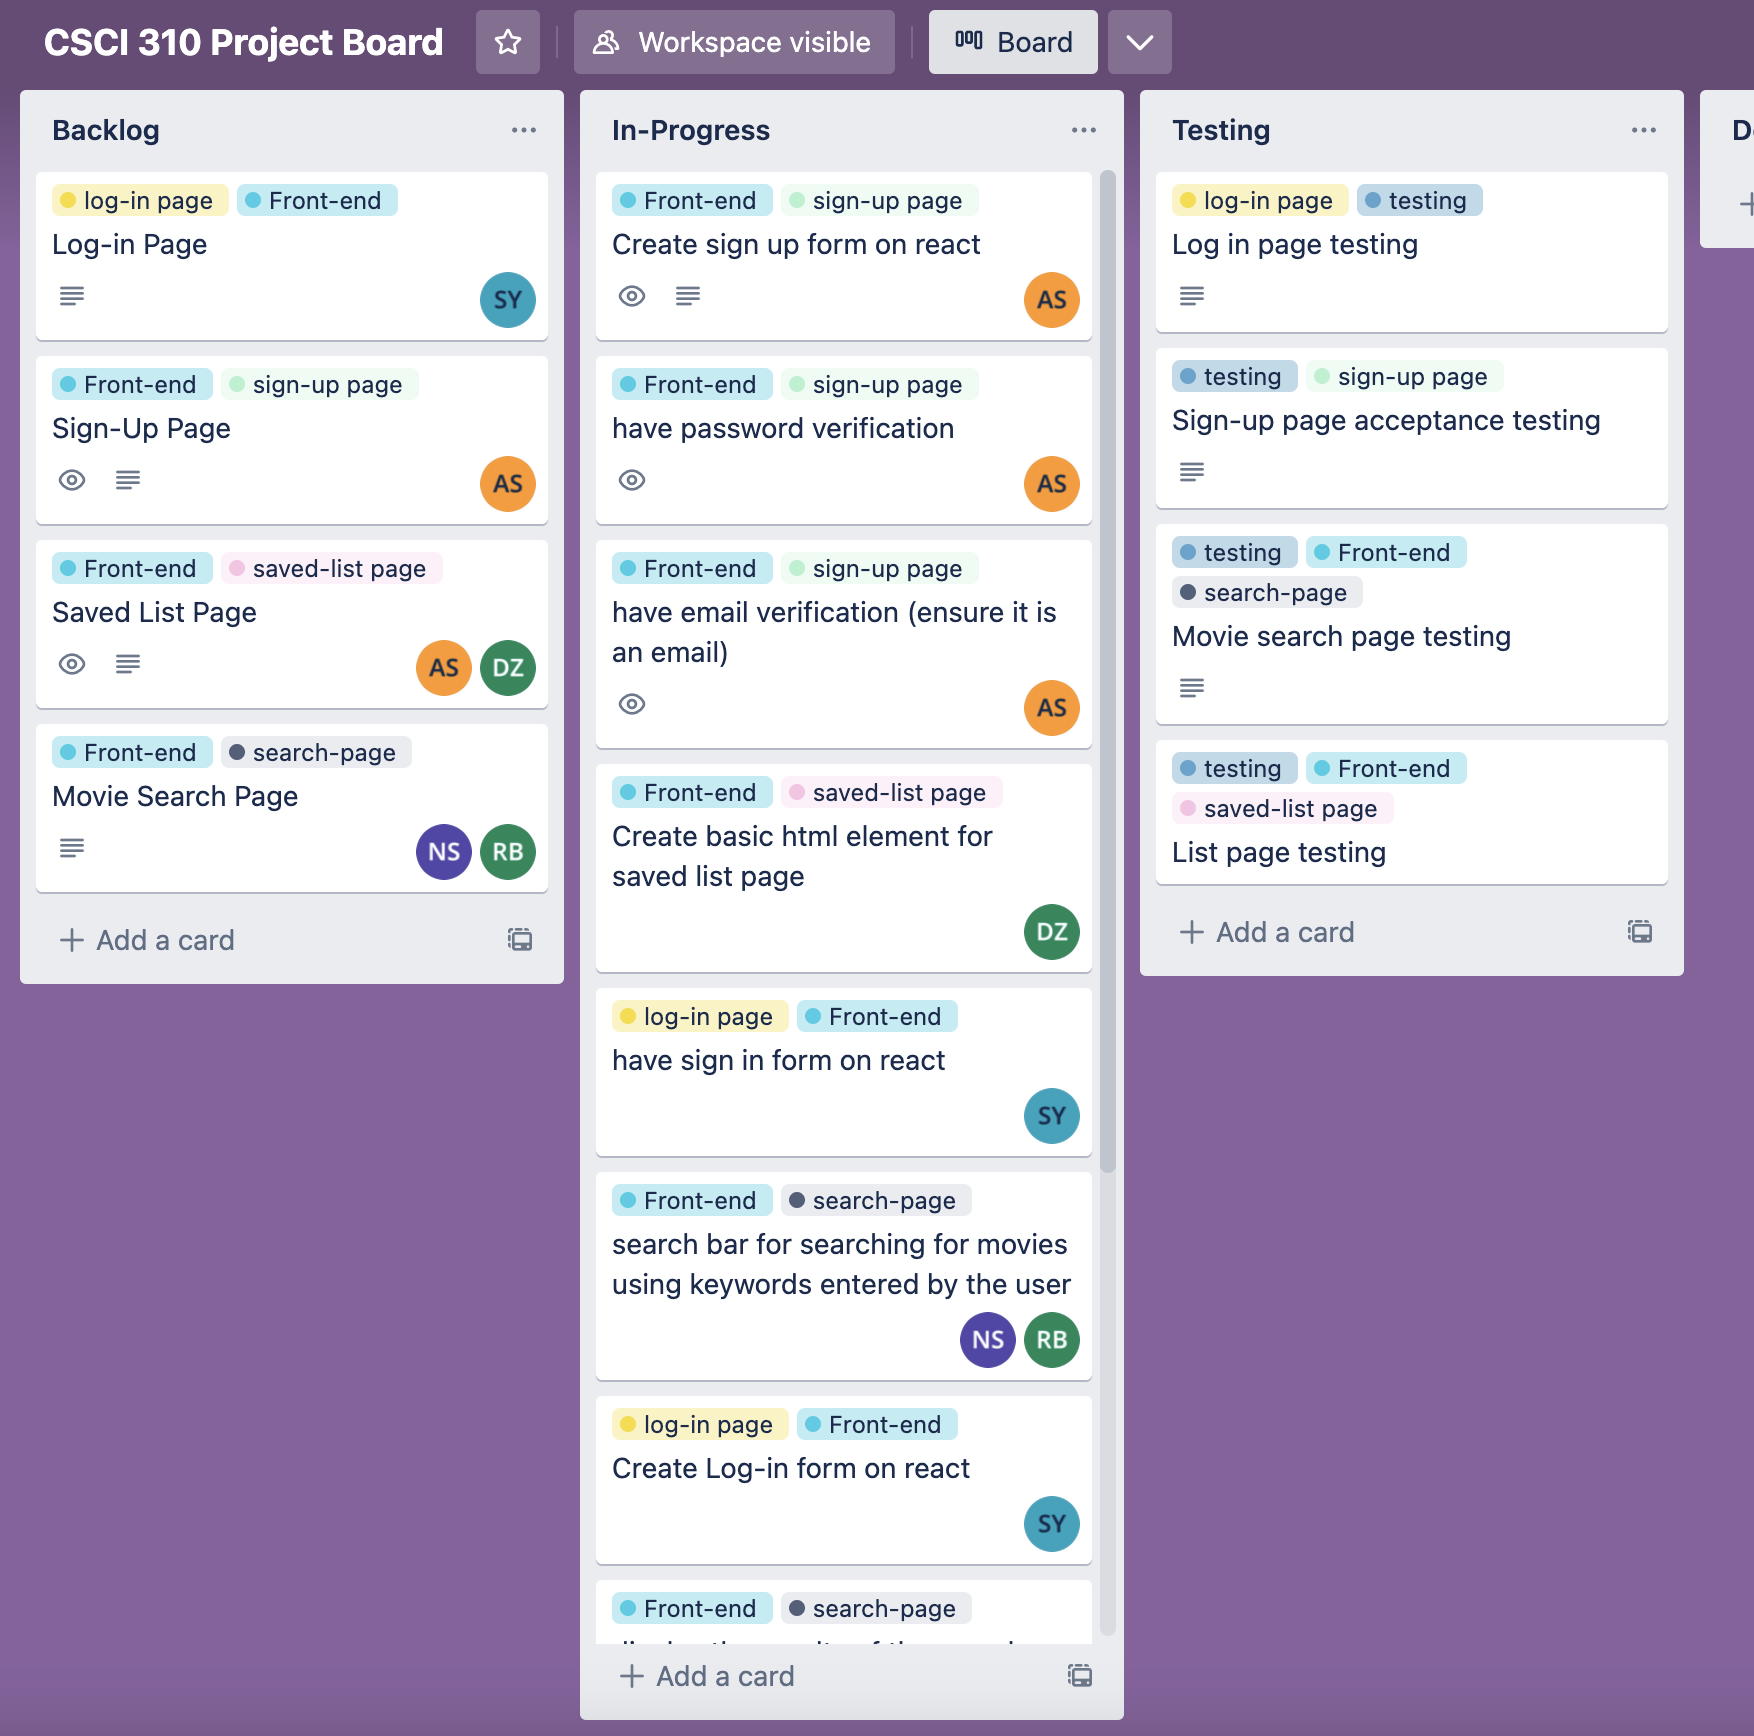 CSCI 310 Project Board
Workspace visible
Board
Backlog
log-in page Front-end
Log-in Page
SY
Front-end sign-up page
Sign-Up Page
AS
Front-end saved-list page
Saved List Page
AS DZ
Front-end search-page
Movie Search Page
NS RB
+ Add a card
In-Progress
Front-end sign-up page
Create sign up form on react
AS
Front-end sign-up page
have password verification
AS
Front-end sign-up page
have email verification (ensure it is
an email)
AS
Front-end saved-list page
Create basic html element for
saved list page
DZ
log-in page Front-end
have sign in form on react
SY
Front-end search-page
search bar for searching for movies
using keywords entered by the user
NS RB
log-in page Front-end
Create Log-in form on react
SY
Front-end search-page
+ Add a card
Testing
log-in page testing
Log in page testing
testing sign-up page
Sign-up page acceptance testing
testing Front-end
search-page
Movie search page testing
testing Front-end
saved-list page
List page testing
+ Add a card